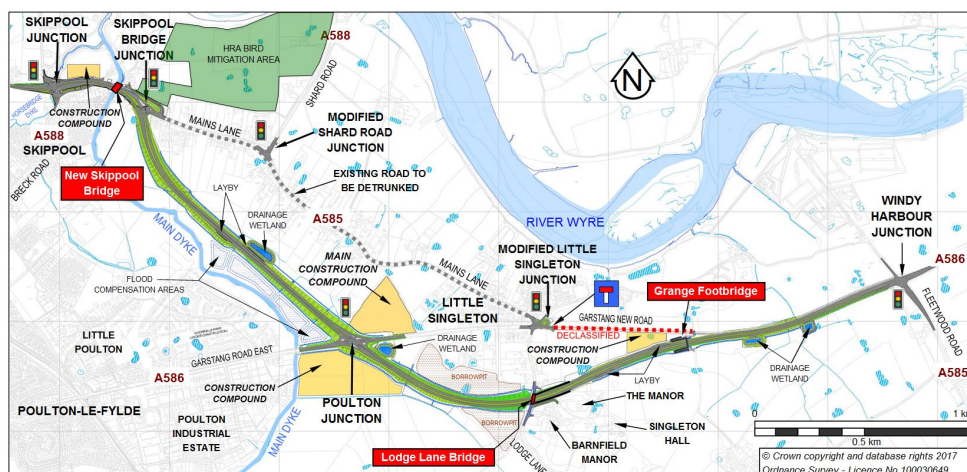 SKIPPOOL
JUNCTION
SKIPPOOL
BRIDGE
JUNCTION
HRA BIRD
MITIGATION AREA
A588
SHARD ROAD
CONSTRUCTION
COMPOUND
A588
SKIPPOOL
BRECK ROAD
New Skippool
Bridge
MAINS LANE
MODIFIED
SHARD ROAD
JUNCTION
EXISTING ROAD TO
BE DETRUNKED
N
LAYBY
DRAINAGE
WETLAND
A585
MAIN DYKE
RIVER WYRE
WINDY
HARBOUR
JUNCTION
A586
MAIN
CONSTRUCTION
COMPOUND
MAINS LANE
MODIFIED LITTLE
SINGLETON
JUNCTION
FLOOD
COMPENSATION AREAS
LITTLE
SINGLETON
Grange Footbridge
GARSTANG NEW ROAD
DECLASSIFIED
FLEETWOOD ROAD
LITTLE
POULTON
GARSTANG ROAD EAST
DRAINAGE
WETLAND
CONSTRUCTION
COMPOUND
DRAINAGE
WETLAND
A586
CONSTRUCTION
COMPOUND
BORROWPIT
LAYBY
A585
THE MANOR
POULTON-LE-FYLDE
POULTON
INDUSTRIAL
ESTATE
MAIN DYKE
POULTON
JUNCTION
BORROWPIT
LODGE LANE
BARNFIELD
MANOR
SINGLETON
HALL
Lodge Lane Bridge
0
0.5 km
1 k
© Crown copyright and database rights 2017
Ordnance Survey - Licence No 100030649